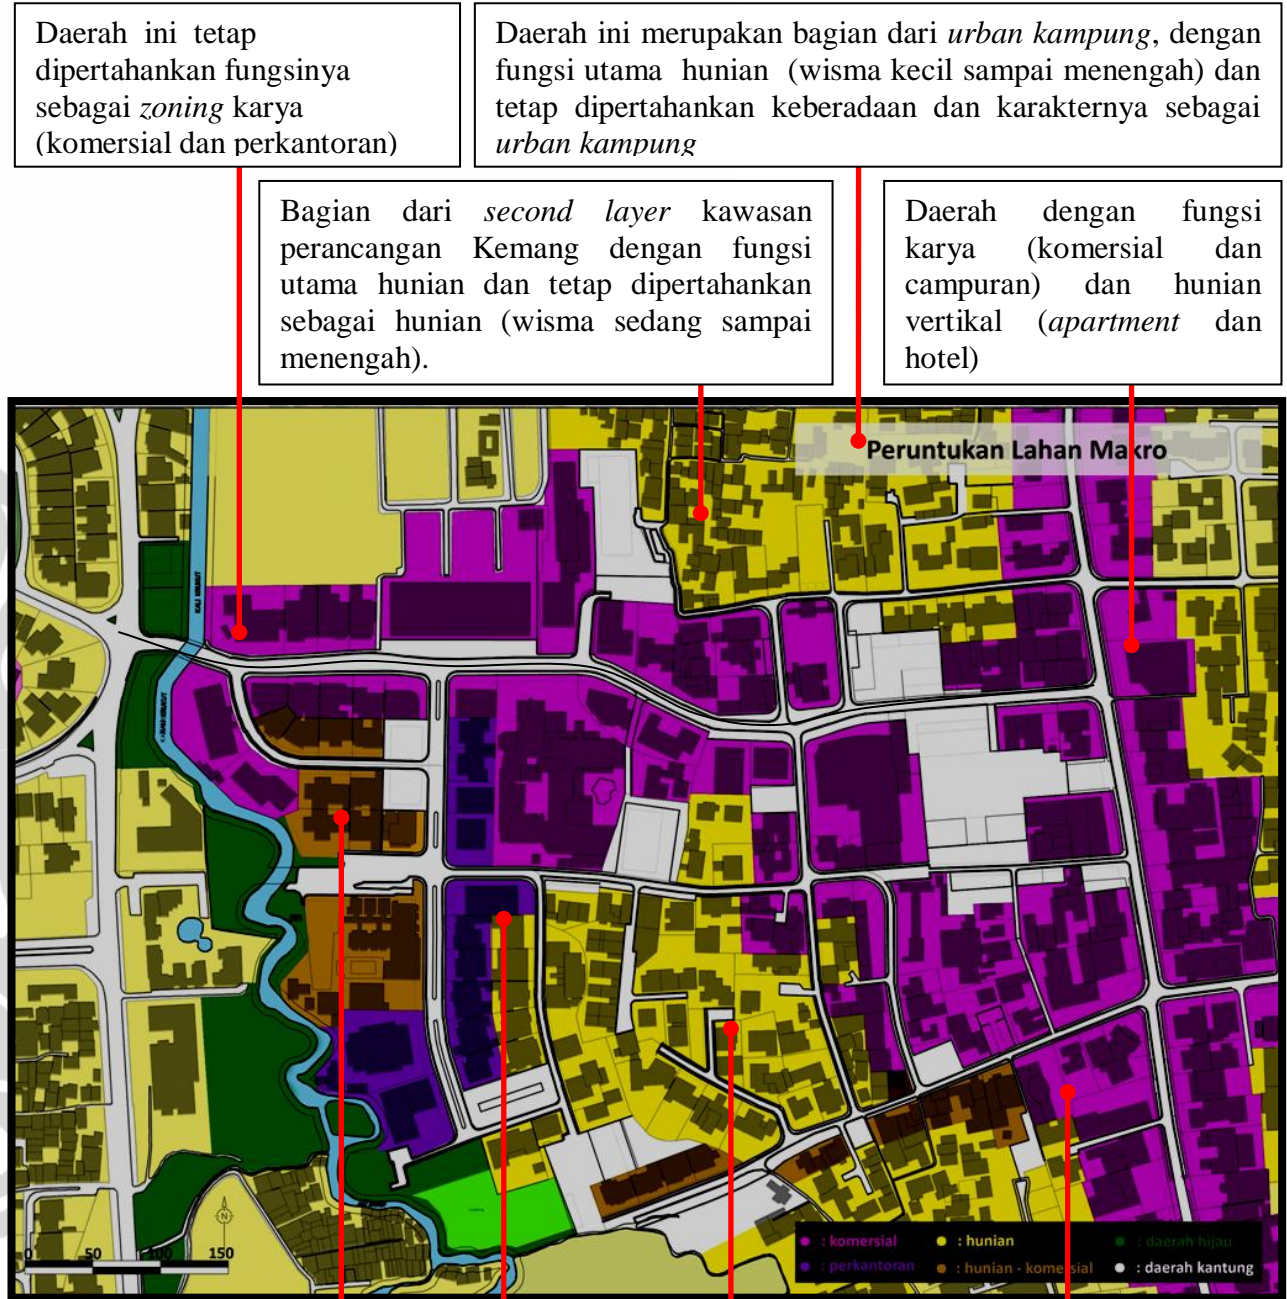 Daerah ini tetap
dipertahankan fungsinya
sebagai zoning karya
(komersial dan perkantoran)
Daerah ini merupakan bagian dari urban kampung, dengan
fungsi utama hunian (wisma kecil sampai menengah) dan
tetap dipertahankan keberadaan dan karakternya sebagai
urban kampung
Bagian dari second layer kawasan
perancangan Kemang dengan fungsi
utama hunian dan tetap dipertahankan
sebagai hunian (wisma sedang sampai
menengah).
Daerah dengan fungsi
karya (komersial dan
campuran) dan hunian
vertikal (apartment dan
hotel)
Peruntukan Lahan Makro
KALI KRUKUT
N
0 50 100 150
: komersial
: hunian
: daerah hijau
: perkantoran
: hunian - komersial
: daerah kantung